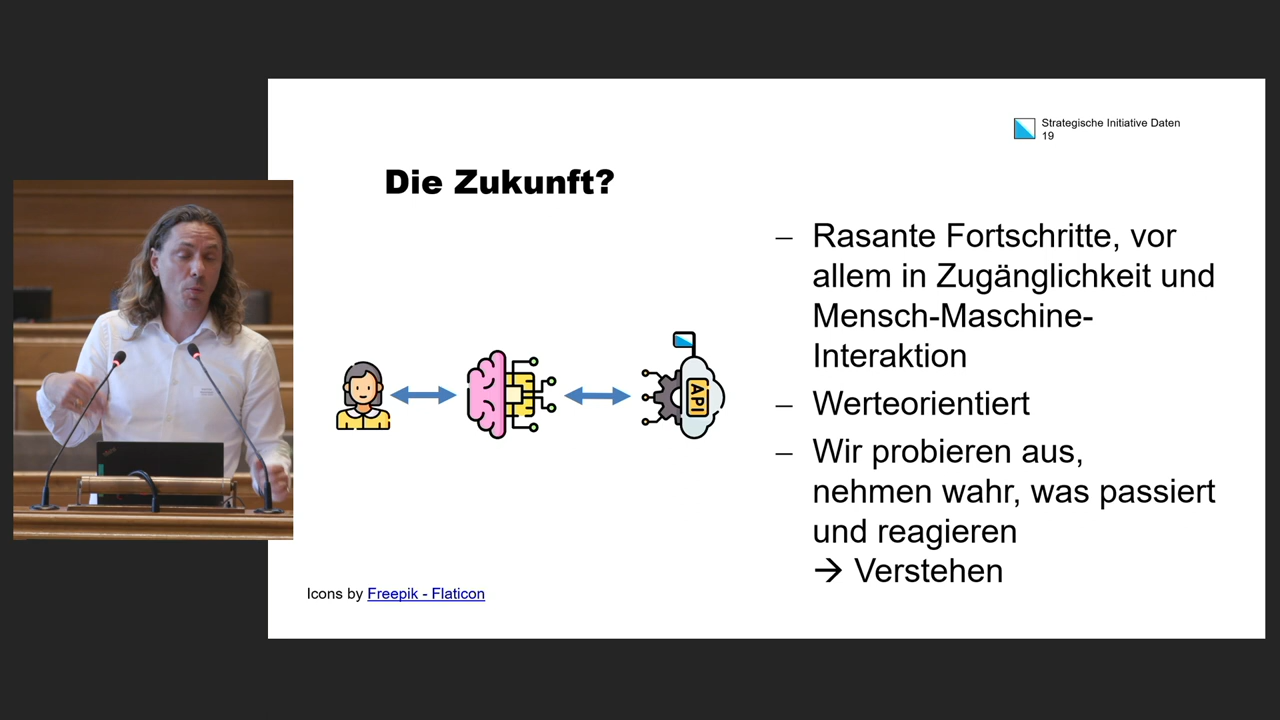 Strategische Initiative Daten
19
Die Zukunft?
– Rasante Fortschritte, vor
allem in Zugänglichkeit und
Mensch-Maschine-
Interaktion
– Werteorientiert
– Wir probieren aus,
nehmen wahr, was passiert
und reagieren
→ Verstehen
API
Icons by Freepik - Flaticon